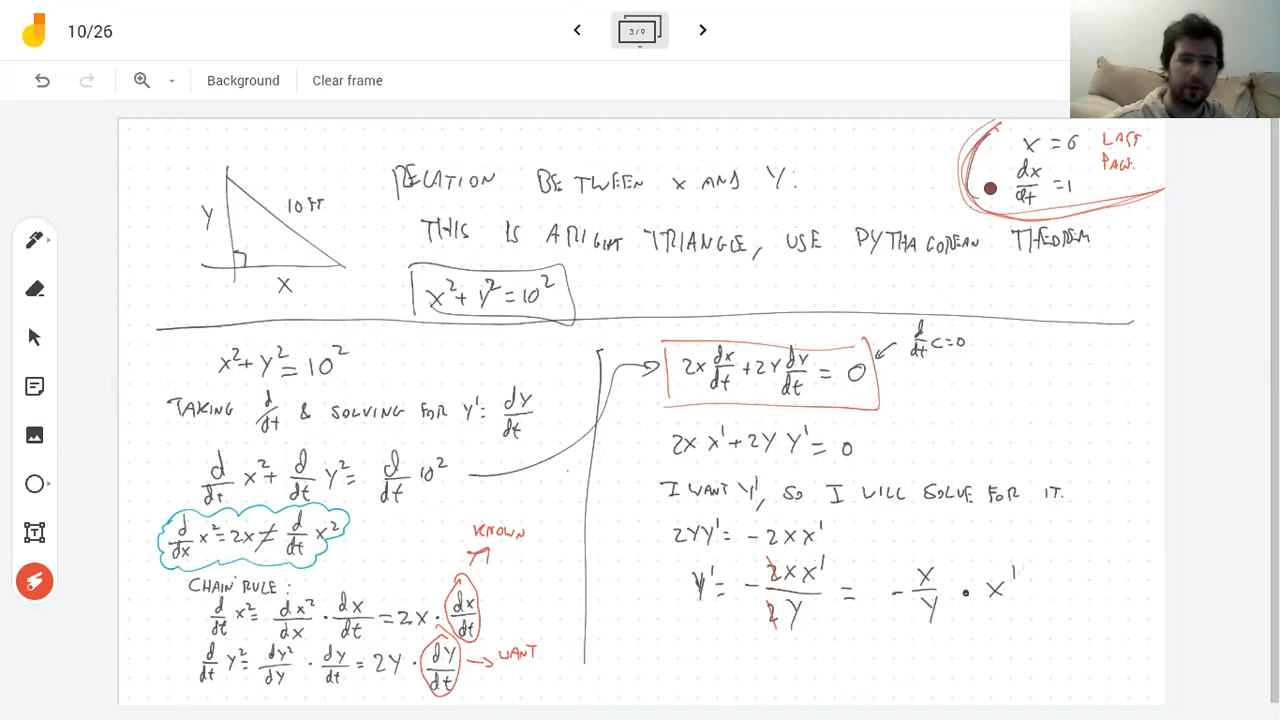 10/26
3/9
Background
Clear frame
x = 6
dx/dt = 1
LAST PAGE.
Y
10 FT
X
RELATION BETWEEN X AND Y.
THIS IS A RIGHT TRIANGLE, USE PYTHAGOREAN THEOREM
x² + y² = 10²
x² + y² = 10²
TAKING d/dt & SOLVING FOR Y' = dy/dt
d/dt x² + d/dt y² = d/dt 10²
d/dx x² = 2x ≠ d/dt x²
KNOWN
CHAIN RULE:
d/dt x² = dx²/dx · dx/dt = 2x · dx/dt
d/dt y² = dy²/dy · dy/dt = 2y · dy/dt → WANT
2x dx/dt + 2y dy/dt = 0
d/dt c = 0
2x x' + 2y y' = 0
I WANT Y', SO I WILL SOLVE FOR IT.
2yy' = - 2xx'
y' = - 2xx'/2y = - x/y · x'